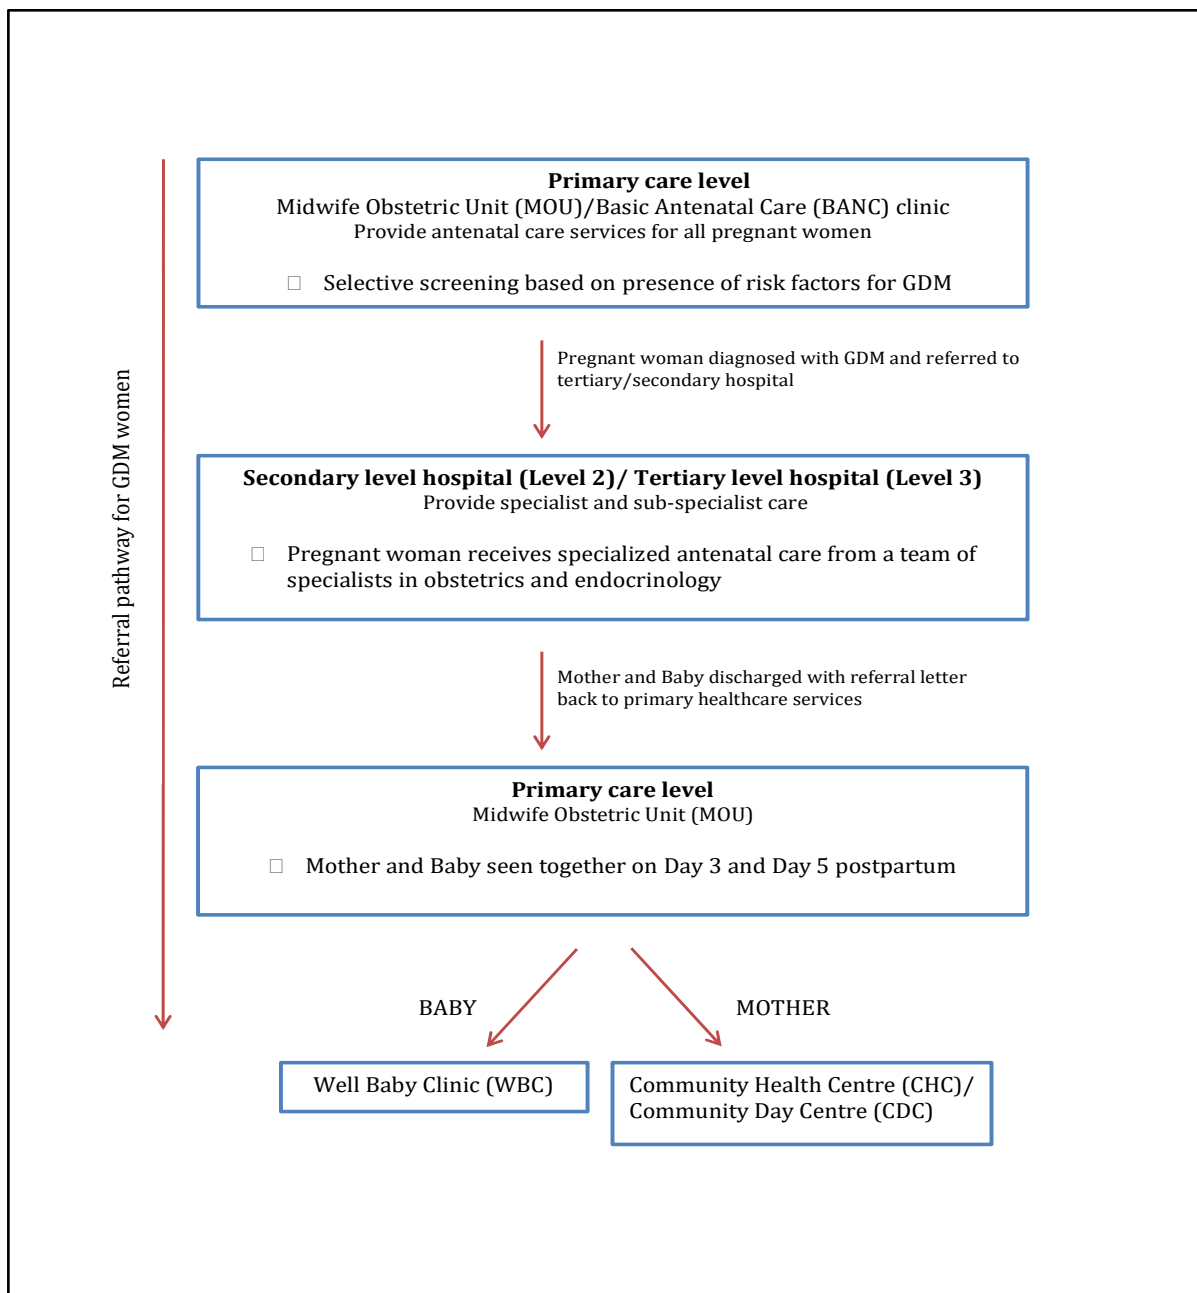 Primary care level
Midwife Obstetric Unit (MOU)/Basic Antenatal Care (BANC) clinic
Provide antenatal care services for all pregnant women
Selective screening based on presence of risk factors for GDM
Pregnant woman diagnosed with GDM and referred to
tertiary/secondary hospital
Referral pathway for GDM women
Secondary level hospital (Level 2)/ Tertiary level hospital (Level 3)
Provide specialist and sub-specialist care
Pregnant woman receives specialized antenatal care from a team of
specialists in obstetrics and endocrinology
Mother and Baby discharged with referral letter
back to primary healthcare services
Primary care level
Midwife Obstetric Unit (MOU)
Mother and Baby seen together on Day 3 and Day 5 postpartum
BABY
MOTHER
Well Baby Clinic (WBC)
Community Health Centre (CHC)/
Community Day Centre (CDC)